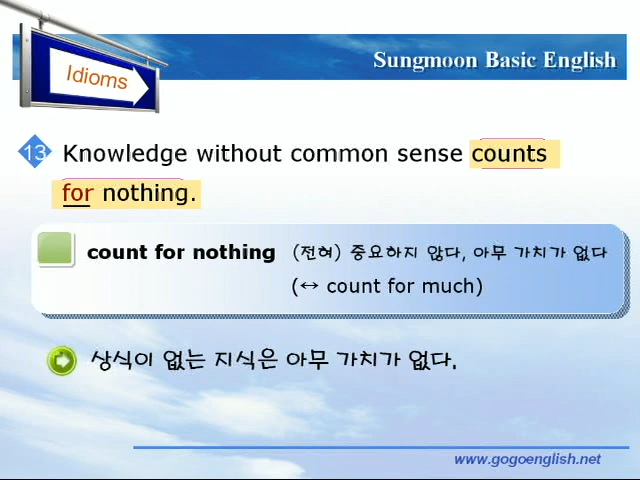 Idioms
Sungmoon Basic English
13 Knowledge without common sense counts
for nothing.
count for nothing (전혀) 중요하지 않다, 아무 가치가 없다
(↔ count for much)
상식이 없는 지식은 아무 가치가 없다.
www.gogoenglish.net